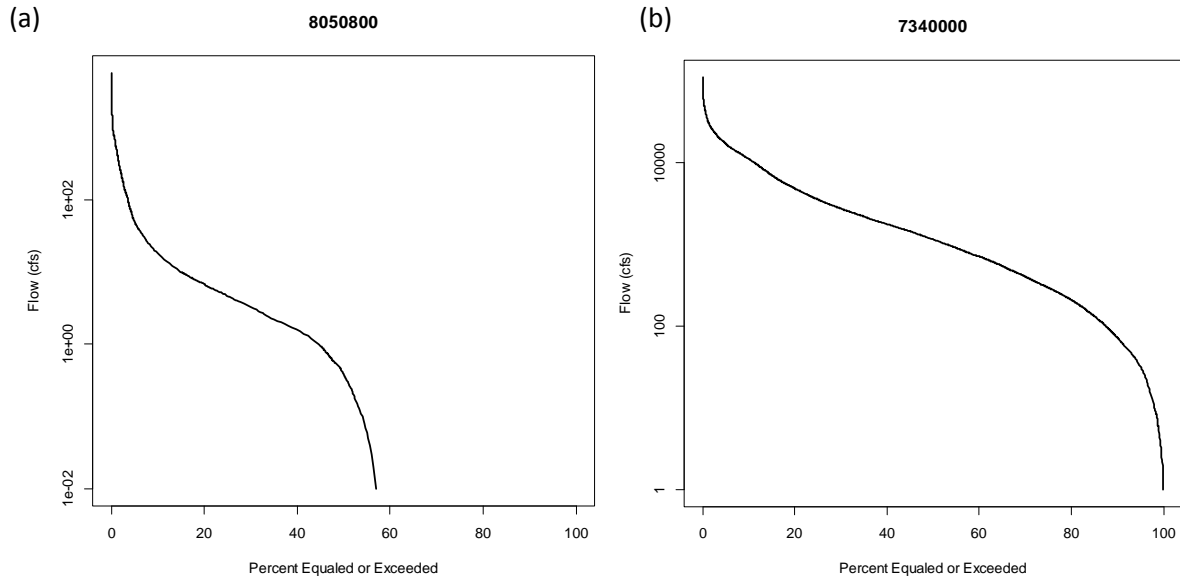 (a)
8050800
Flow (cfs)
1e+02
1e+00
1e-02
0 20 40 60 80 100
Percent Equaled or Exceeded
(b)
7340000
Flow (cfs)
10000
100
1
0 20 40 60 80 100
Percent Equaled or Exceeded